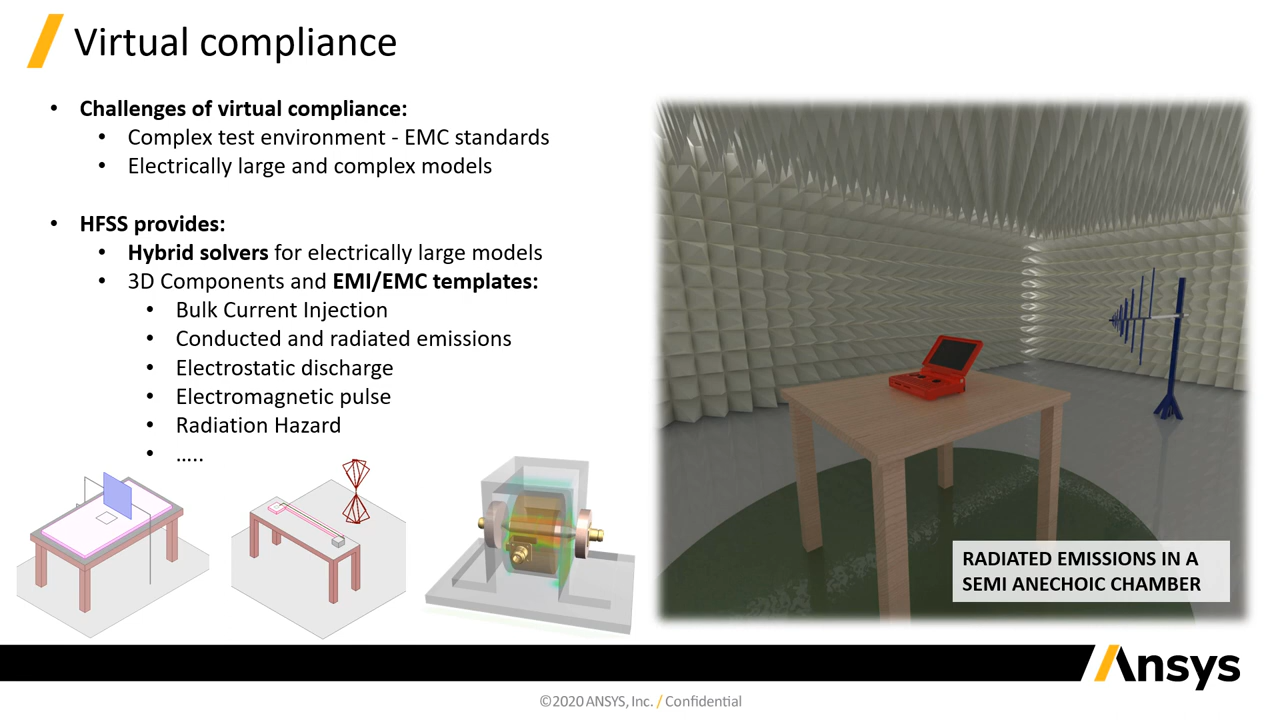 Virtual compliance
• Challenges of virtual compliance:
• Complex test environment - EMC standards
• Electrically large and complex models
• HFSS provides:
• Hybrid solvers for electrically large models
• 3D Components and EMI/EMC templates:
• Bulk Current Injection
• Conducted and radiated emissions
• Electrostatic discharge
• Electromagnetic pulse
• Radiation Hazard
• …..
RADIATED EMISSIONS IN A
SEMI ANECHOIC CHAMBER
Ansys
©2020 ANSYS, Inc. / Confidential